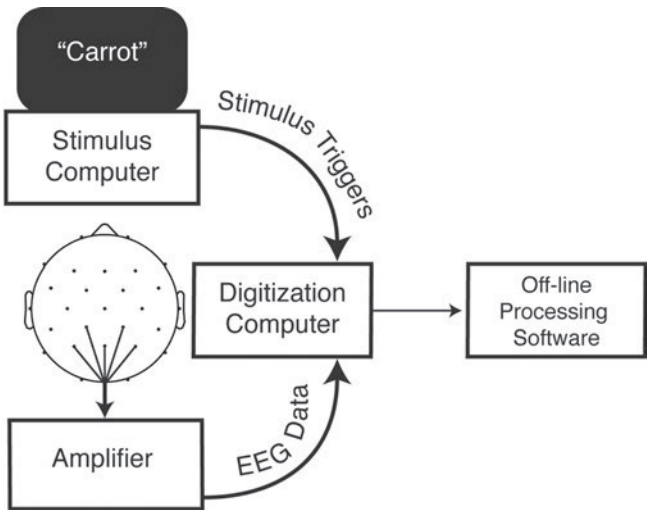 “Carrot”
Stimulus
Computer
Stimulus Triggers
Digitization
Computer
Off-line
Processing
Software
Amplifier
EEG Data